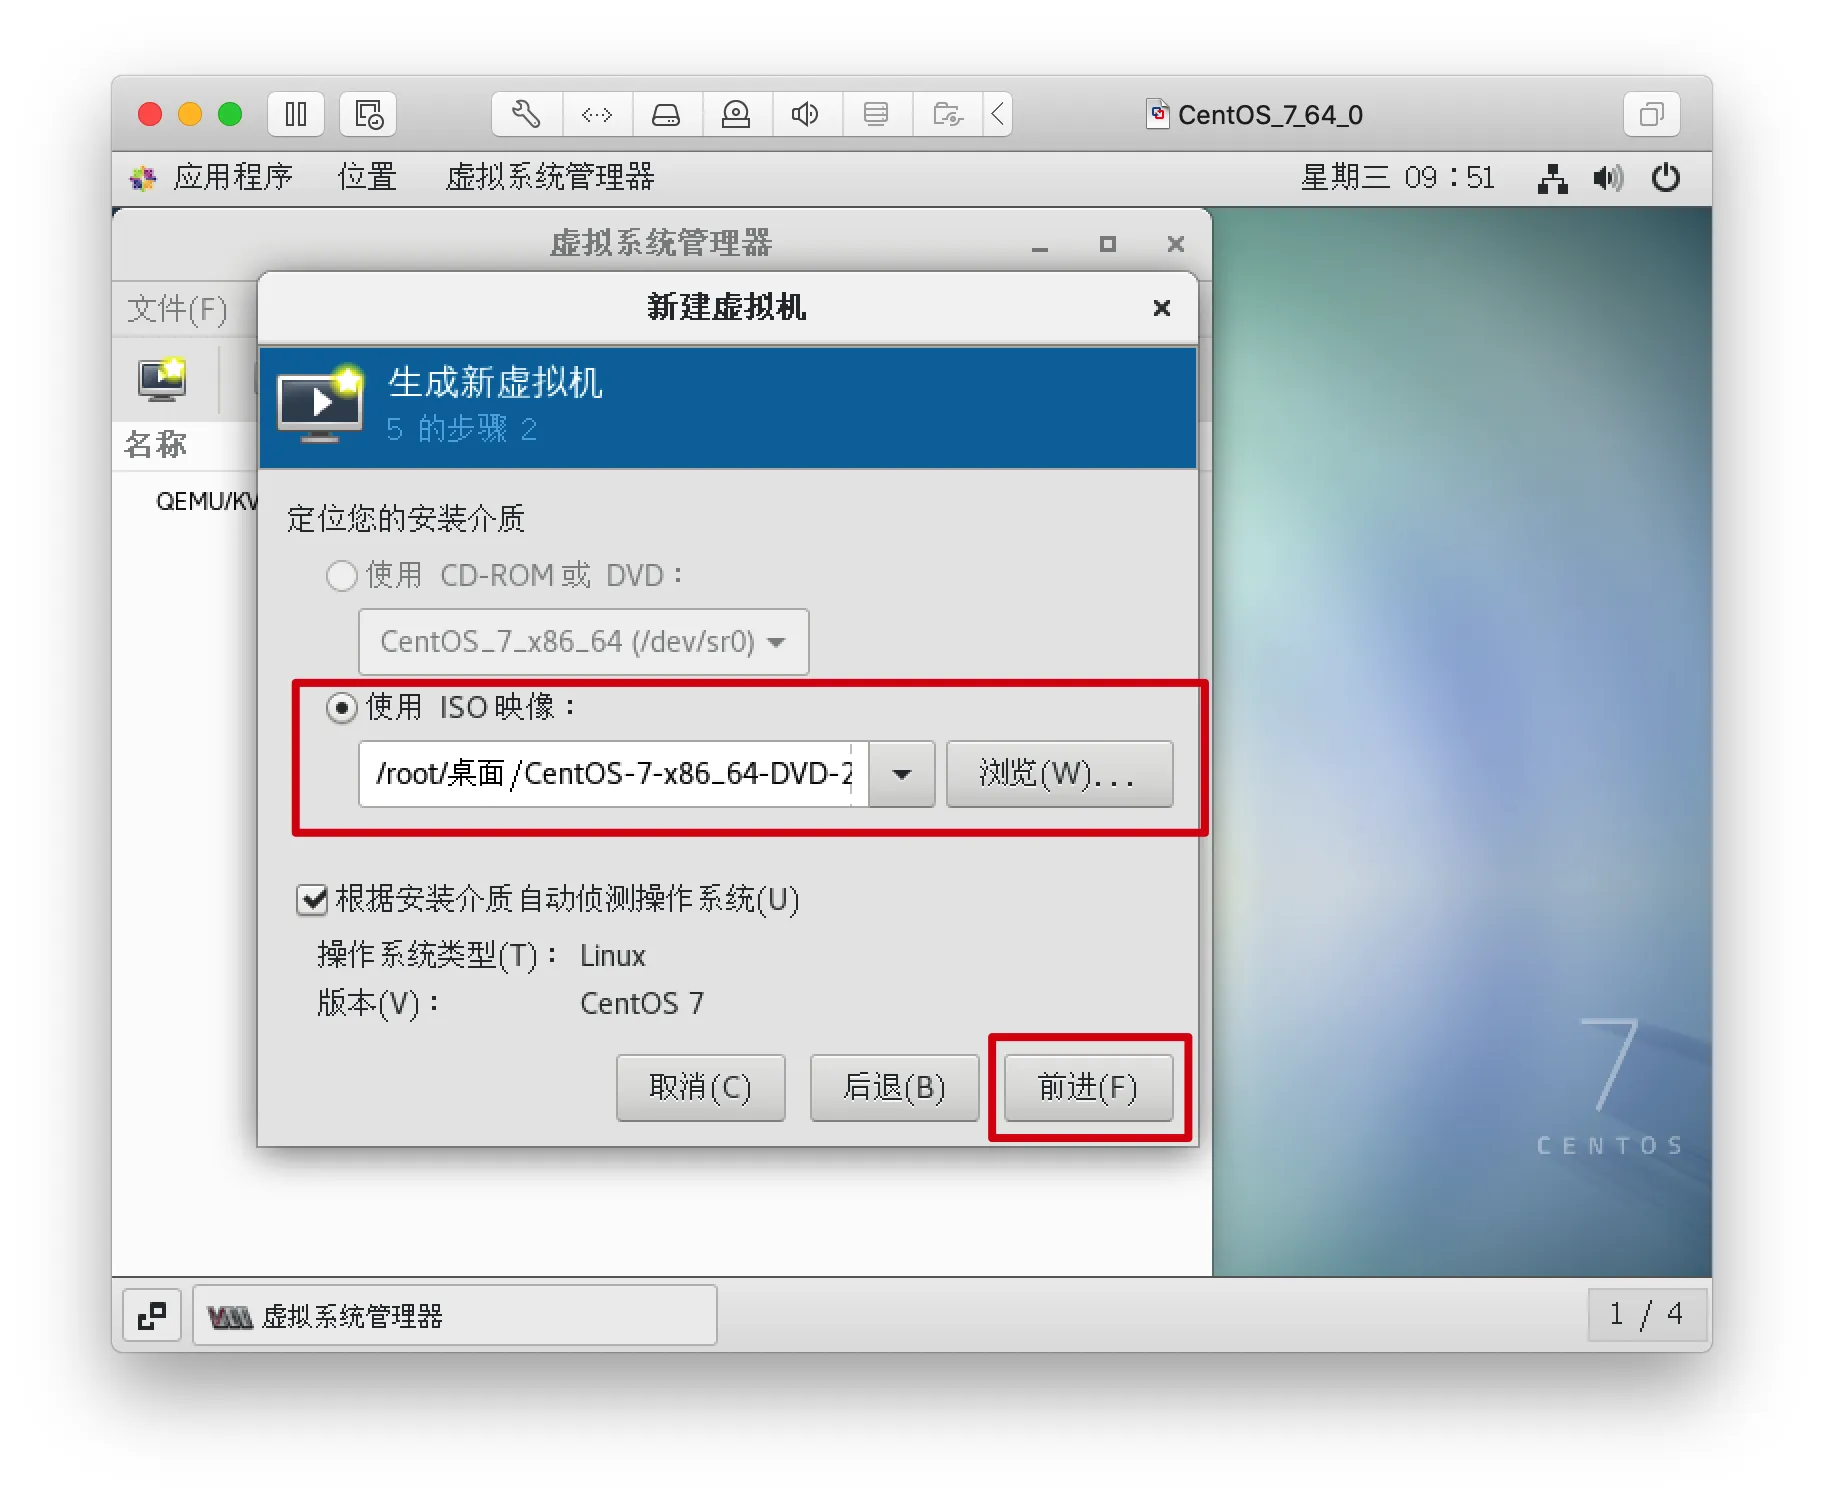 CentOS_7_64_0
应用程序 位置 虚拟系统管理器 星期三 09:51
虚拟系统管理器
文件(F)
新建虚拟机
生成新虚拟机
5 的步骤 2
名称
QEMU/KV
定位您的安装介质
使用 CD-ROM 或 DVD：
CentOS_7_x86_64 (/dev/sr0)
使用 ISO 映像：
/root/桌面/CentOS-7-x86_64-DVD-2
浏览(W)...
根据安装介质自动侦测操作系统(U)
操作系统类型(T)： Linux
版本(V)： CentOS 7
取消(C) 后退(B) 前进(F)
7
CENTOS
虚拟系统管理器
1 / 4